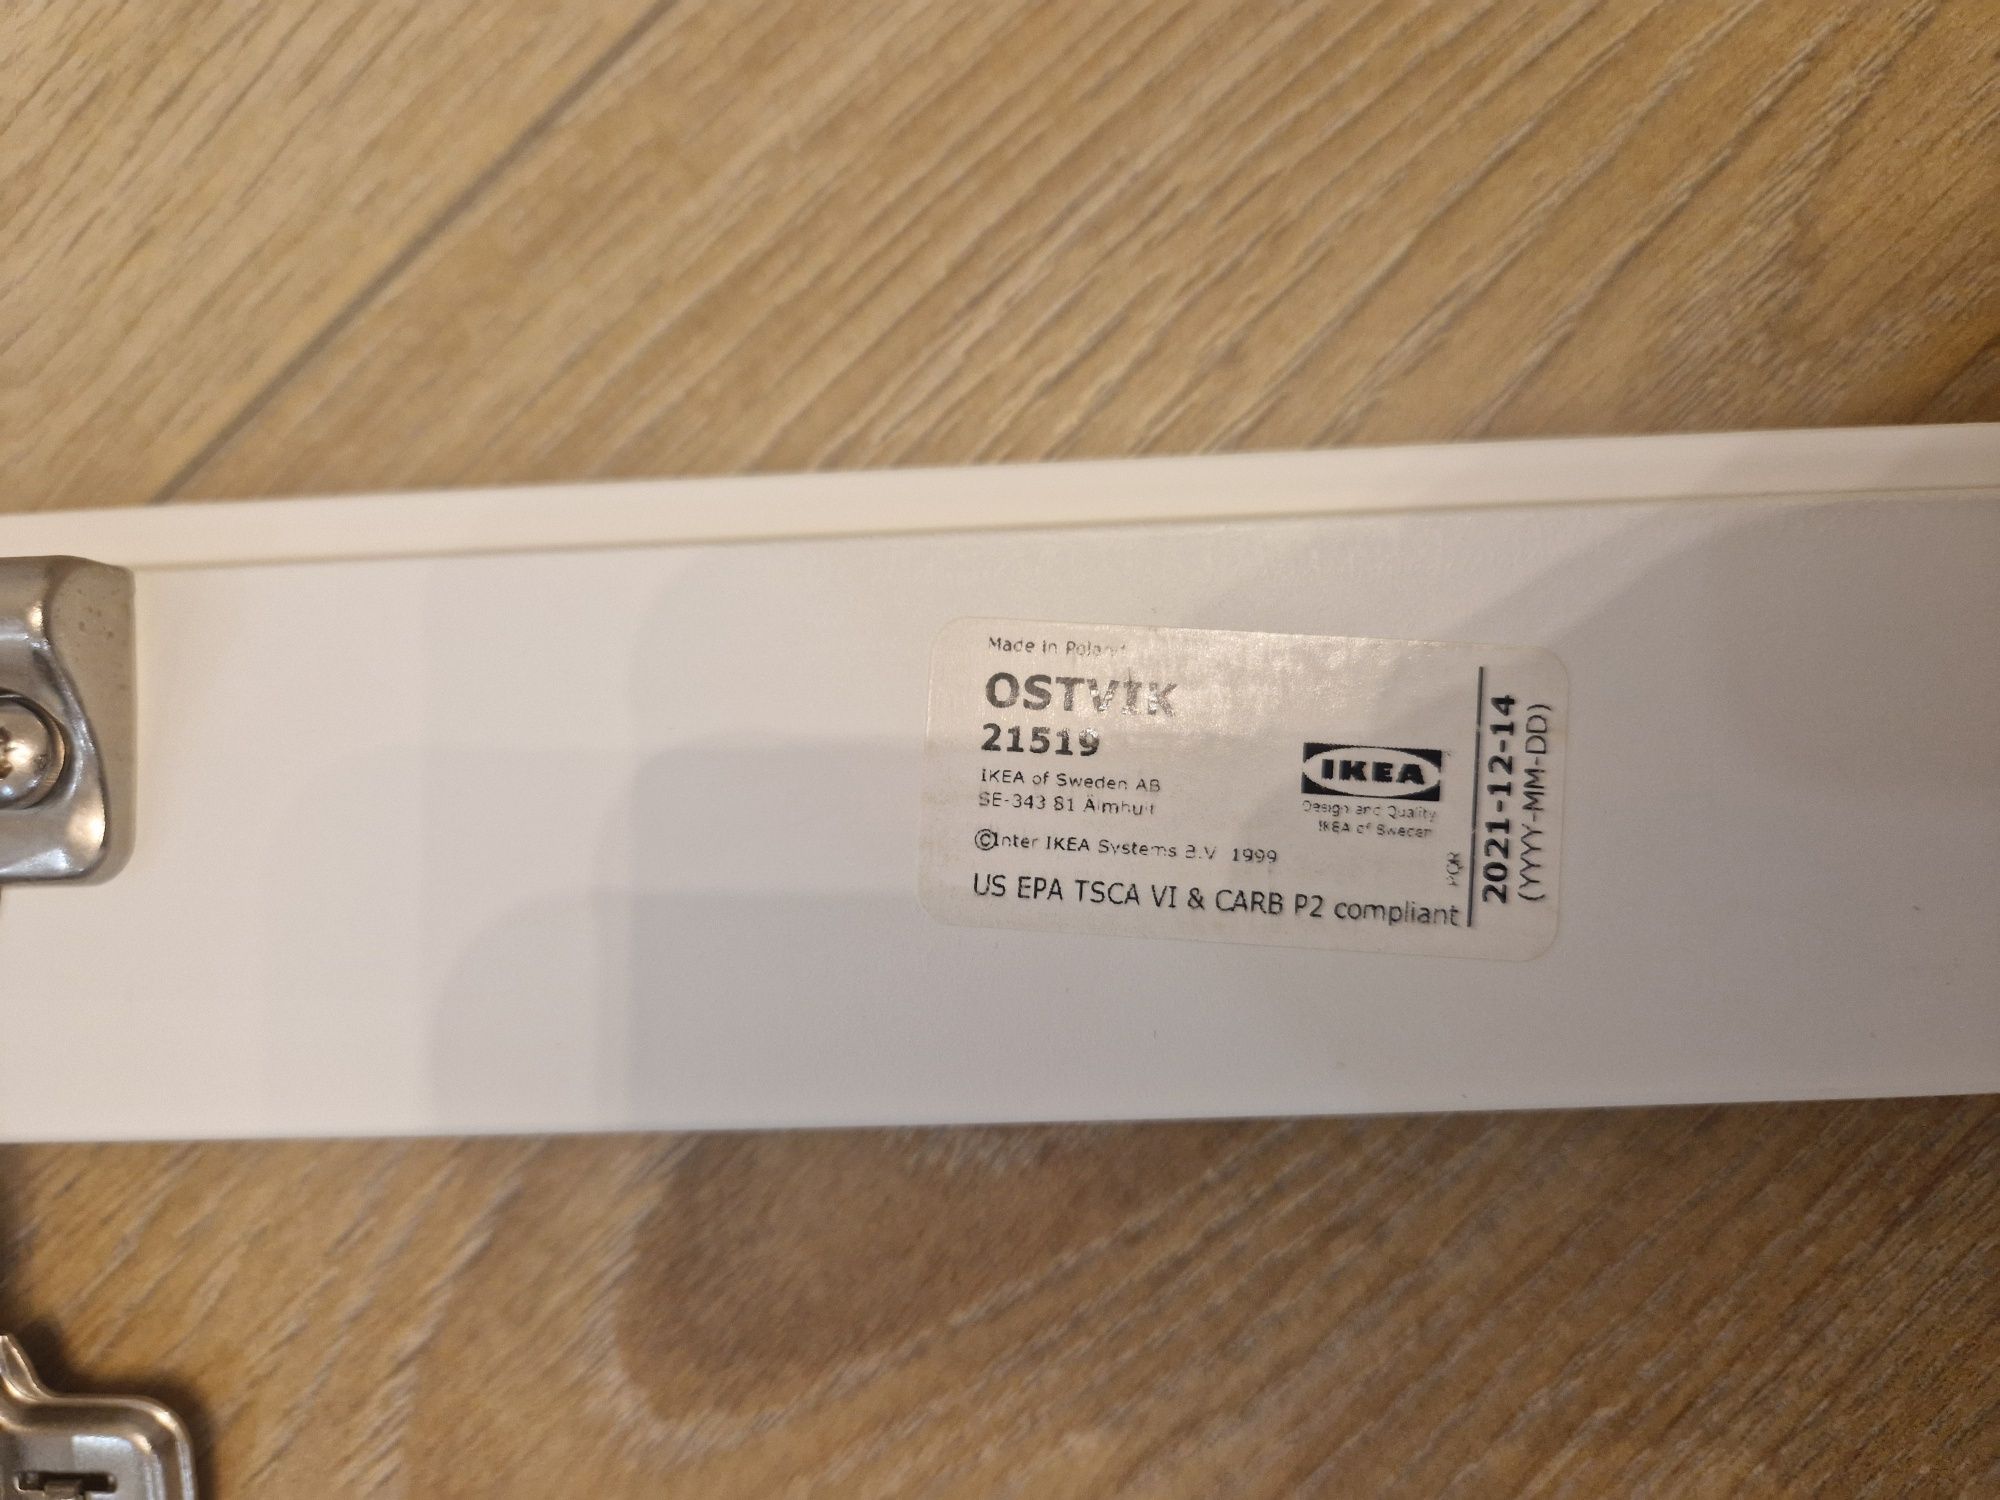 Made in Poland
OSTVIK
21519
IKEA of Sweden AB
SE-343 81 Älmhult
©Inter IKEA Systems B.V. 1999
US EPA TSCA VI & CARB P2 compliant
IKEA
Design and Quality
IKEA of Sweden
PQR
2021-12-14
(YYYY-MM-DD)